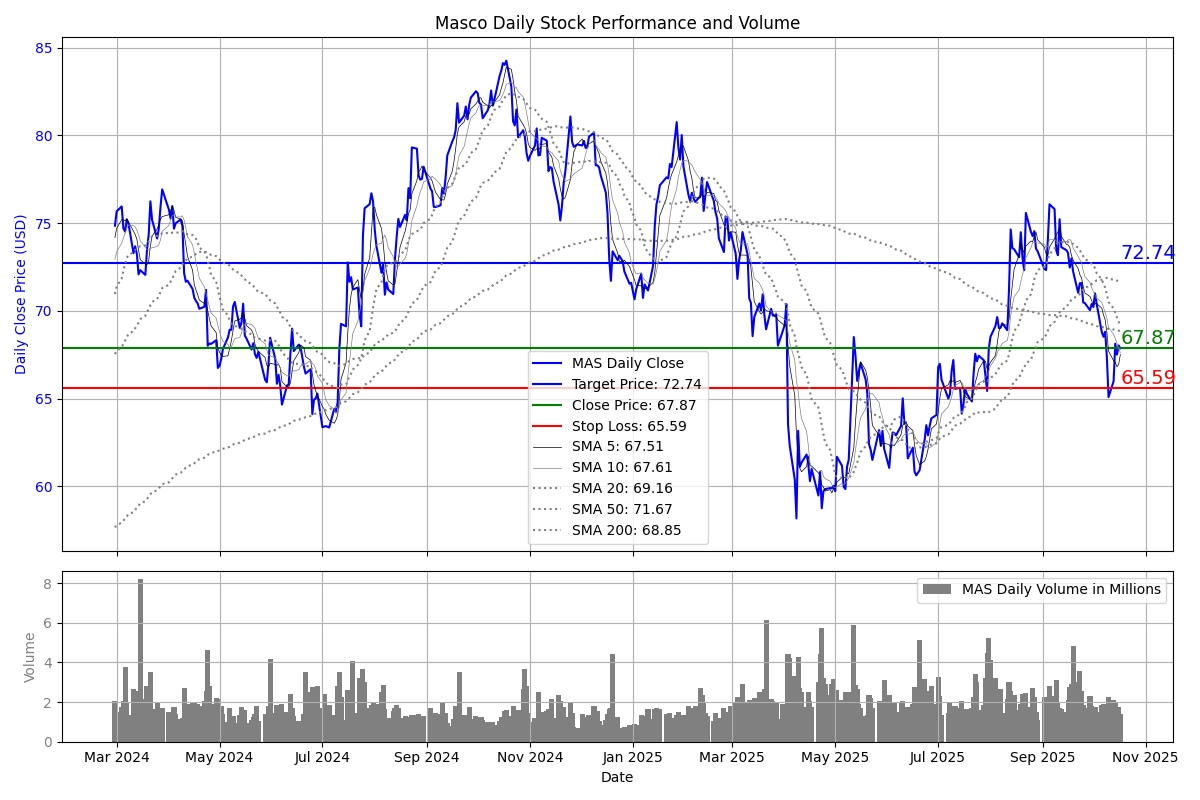 Masco Daily Stock Performance and Volume
Daily Close Price (USD)
85
80
75
70
65
60
72.74
67.87
65.59
MAS Daily Close
Target Price: 72.74
Close Price: 67.87
Stop Loss: 65.59
SMA 5: 67.51
SMA 10: 67.61
SMA 20: 69.16
SMA 50: 71.67
SMA 200: 68.85
Volume
8
6
4
2
0
MAS Daily Volume in Millions
Mar 2024
May 2024
Jul 2024
Sep 2024
Nov 2024
Jan 2025
Mar 2025
May 2025
Jul 2025
Sep 2025
Nov 2025
Date